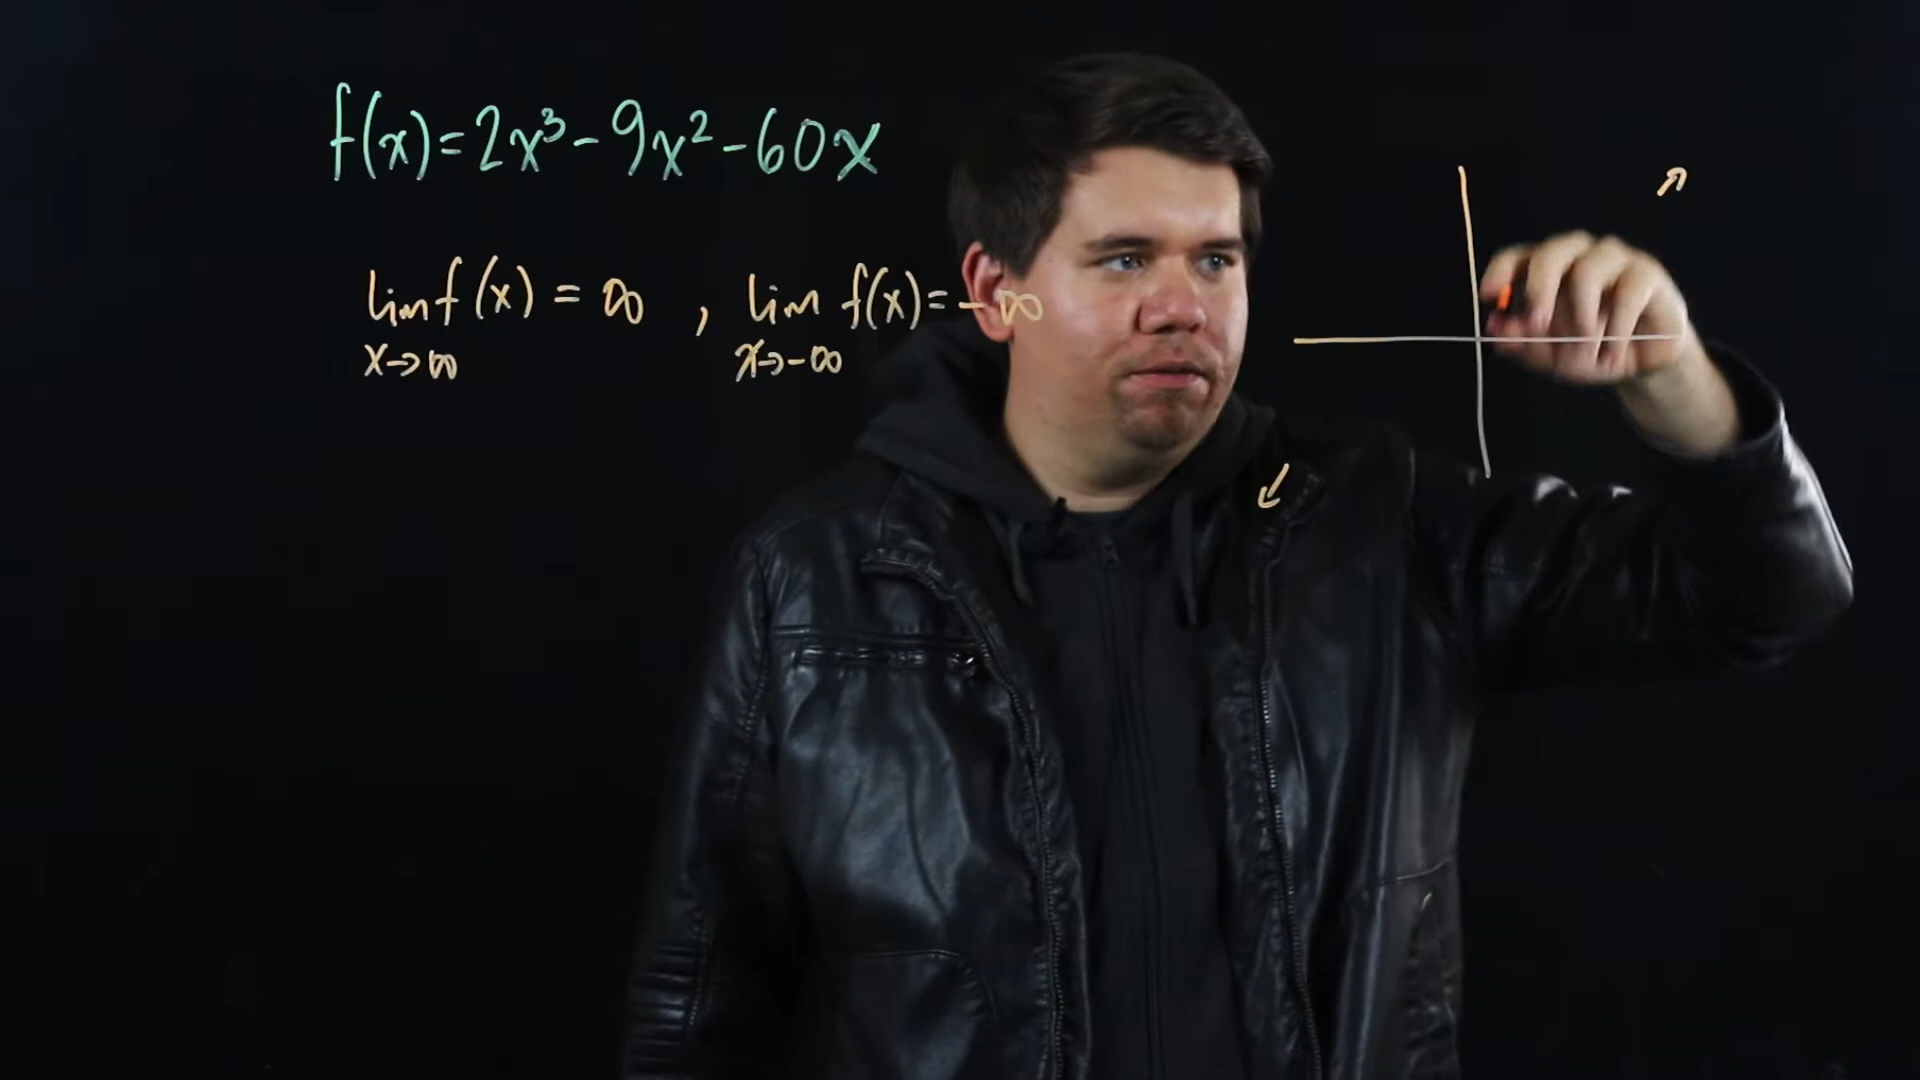 f(x)=2x³-9x²-60x
lim f(x) = ∞ , lim f(x)=-∞
x→∞ x→-∞